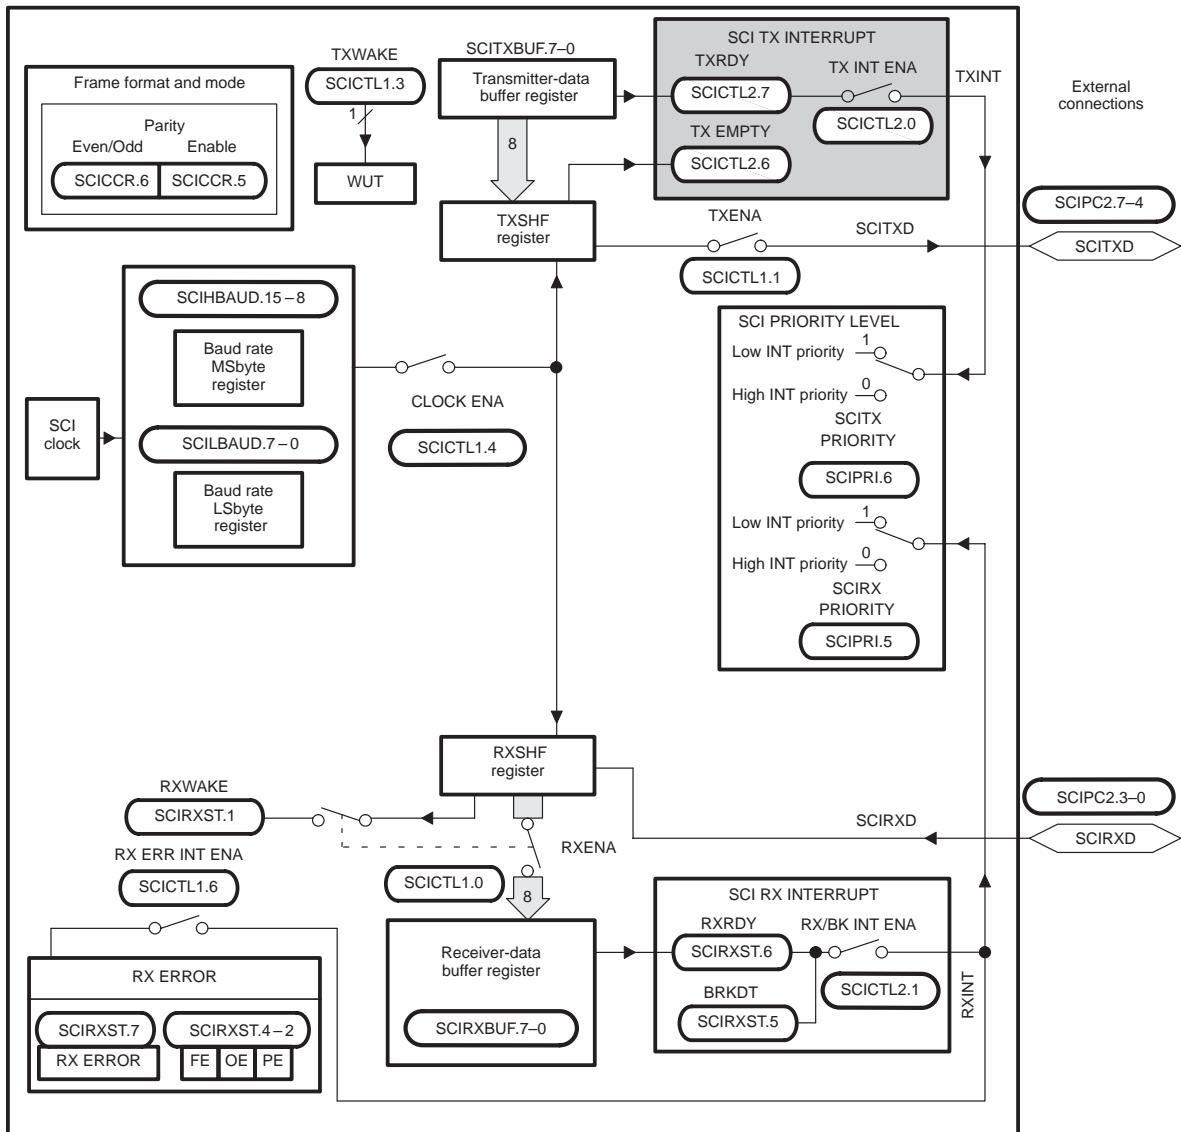 SCITXBUF.7–0
Transmitter-data
buffer register
8
TXSHF
register
TXWAKE
SCICTL1.3
1
WUT
Frame format and mode
Parity
Even/Odd Enable
SCICCR.6 SCICCR.5
SCI TX INTERRUPT
TXRDY
SCICTL2.7
TX INT ENA
SCICTL2.0
TX EMPTY
SCICTL2.6
TXINT
External
connections
TXENA
SCICTL1.1
SCITXD
SCIPC2.7–4
SCITXD
SCIHBAUD.15–8
Baud rate
MSbyte
register
SCI
clock
SCILBAUD.7–0
Baud rate
LSbyte
register
CLOCK ENA
SCICTL1.4
SCI PRIORITY LEVEL
Low INT priority 1
High INT priority 0
SCITX
PRIORITY
SCIPRI.6
Low INT priority 1
High INT priority 0
SCIRX
PRIORITY
SCIPRI.5
RXSHF
register
RXWAKE
SCIRXST.1
RX ERR INT ENA
SCICTL1.6
RXENA
SCICTL1.0
8
SCIRXD
SCIPC2.3–0
SCIRXD
Receiver-data
buffer register
SCIRXBUF.7–0
SCI RX INTERRUPT
RXRDY
SCIRXST.6
RX/BK INT ENA
SCICTL2.1
BRKDT
SCIRXST.5
RXINT
RX ERROR
SCIRXST.7 SCIRXST.4–2
RX ERROR FE OE PE